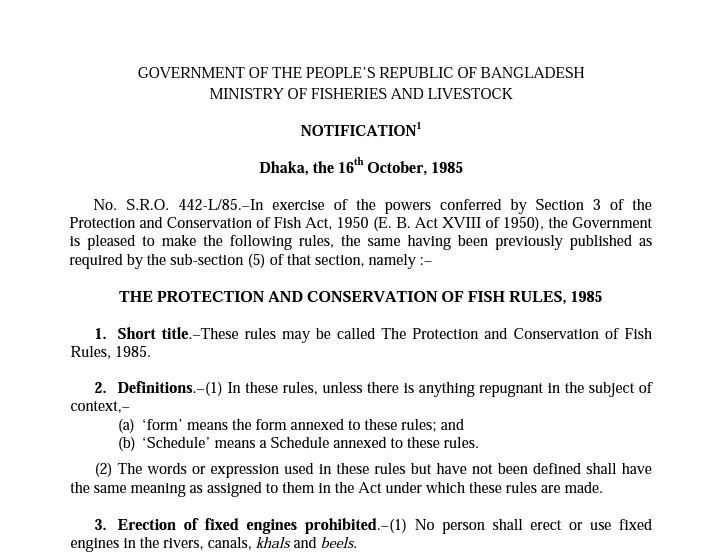 GOVERNMENT OF THE PEOPLE'S REPUBLIC OF BANGLADESH
MINISTRY OF FISHERIES AND LIVESTOCK
NOTIFICATION¹
Dhaka, the 16th October, 1985
No. S.R.O. 442-L/85.–In exercise of the powers conferred by Section 3 of the
Protection and Conservation of Fish Act, 1950 (E. B. Act XVIII of 1950), the Government
is pleased to make the following rules, the same having been previously published as
required by the sub-section (5) of that section, namely :–
THE PROTECTION AND CONSERVATION OF FISH RULES, 1985
1. Short title.–These rules may be called The Protection and Conservation of Fish
Rules, 1985.
2. Definitions.–(1) In these rules, unless there is anything repugnant in the subject of
context,–
(a) ‘form’ means the form annexed to these rules; and
(b) ‘Schedule’ means a Schedule annexed to these rules.
(2) The words or expression used in these rules but have not been defined shall have
the same meaning as assigned to them in the Act under which these rules are made.
3. Erection of fixed engines prohibited.–(1) No person shall erect or use fixed
engines in the rivers, canals, khals and beels.